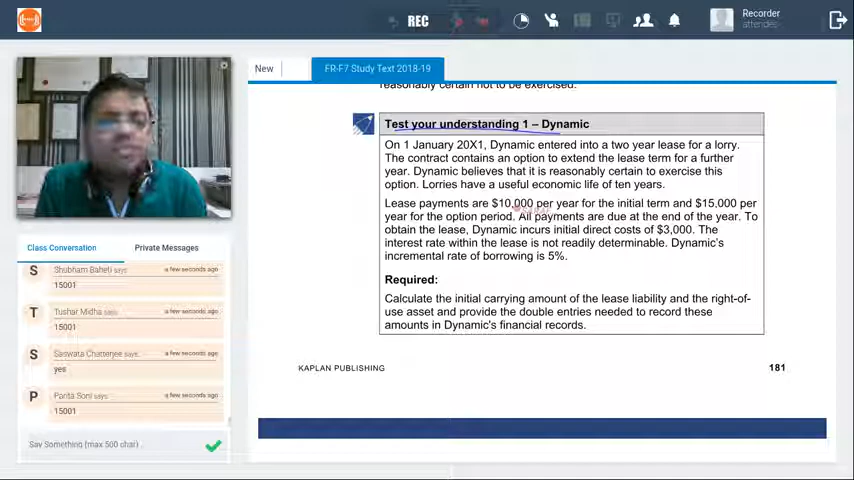 REC
Recorder
attendee
New
FR-F7 Study Text 2018-19
reasonably certain not to be exercised.
Test your understanding 1 – Dynamic
On 1 January 20X1, Dynamic entered into a two year lease for a lorry.
The contract contains an option to extend the lease term for a further
year. Dynamic believes that it is reasonably certain to exercise this
option. Lorries have a useful economic life of ten years.
Lease payments are $10,000 per year for the initial term and $15,000 per
year for the option period. All payments are due at the end of the year. To
obtain the lease, Dynamic incurs initial direct costs of $3,000. The
interest rate within the lease is not readily determinable. Dynamic's
incremental rate of borrowing is 5%.
Required:
Calculate the initial carrying amount of the lease liability and the right-of-
use asset and provide the double entries needed to record these
amounts in Dynamic's financial records.
KAPLAN PUBLISHING
181
Class Conversation
Private Messages
S
Shubham Baheti says
a few seconds ago
15001
T
Tushar Midha says
a few seconds ago
15001
S
Saswata Chatterjee says
a few seconds ago
yes
P
Panta Soni says
a few seconds ago
15001
Say Something (max 500 char)